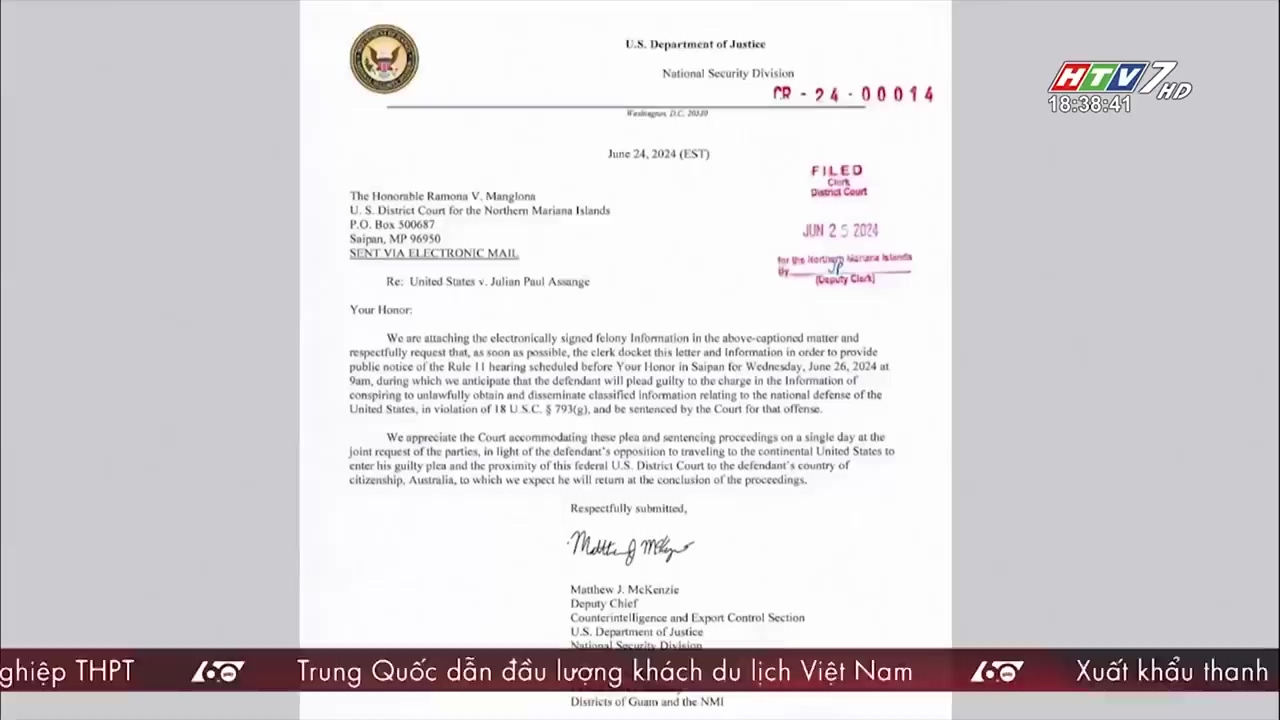 U.S. Department of Justice
National Security Division
CR - 24 - 00014
Washington, D.C. 20530
HTV7 HD
18:38:41
June 24, 2024 (EST)
FILED
Clerk
District Court
JUN 25 2024
for the Northern Mariana Islands
By
(Deputy Clerk)
The Honorable Ramona V. Manglona
U. S. District Court for the Northern Mariana Islands
P.O. Box 500687
Saipan, MP 96950
SENT VIA ELECTRONIC MAIL
Re: United States v. Julian Paul Assange
Your Honor:
We are attaching the electronically signed felony Information in the above-captioned matter and
respectfully request that, as soon as possible, the clerk docket this letter and Information in order to provide
public notice of the Rule 11 hearing scheduled before Your Honor in Saipan for Wednesday, June 26, 2024 at
9am, during which we anticipate that the defendant will plead guilty to the charge in the Information of
conspiring to unlawfully obtain and disseminate classified information relating to the national defense of the
United States, in violation of 18 U.S.C. § 793(g), and be sentenced by the Court for that offense.
We appreciate the Court accommodating these plea and sentencing proceedings on a single day at the
joint request of the parties, in light of the defendant's opposition to traveling to the continental United States to
enter his guilty plea and the proximity of this federal U.S. District Court to the defendant's country of
citizenship, Australia, to which we expect he will return at the conclusion of the proceedings.
Respectfully submitted,
Matthew J. McKenzie
Deputy Chief
Counterintelligence and Export Control Section
U.S. Department of Justice
National Security Division
nghiệp THPT 60 Trung Quốc dẫn đầu lượng khách du lịch Việt Nam 60 Xuất khẩu thanh
Districts of Guam and the NMI